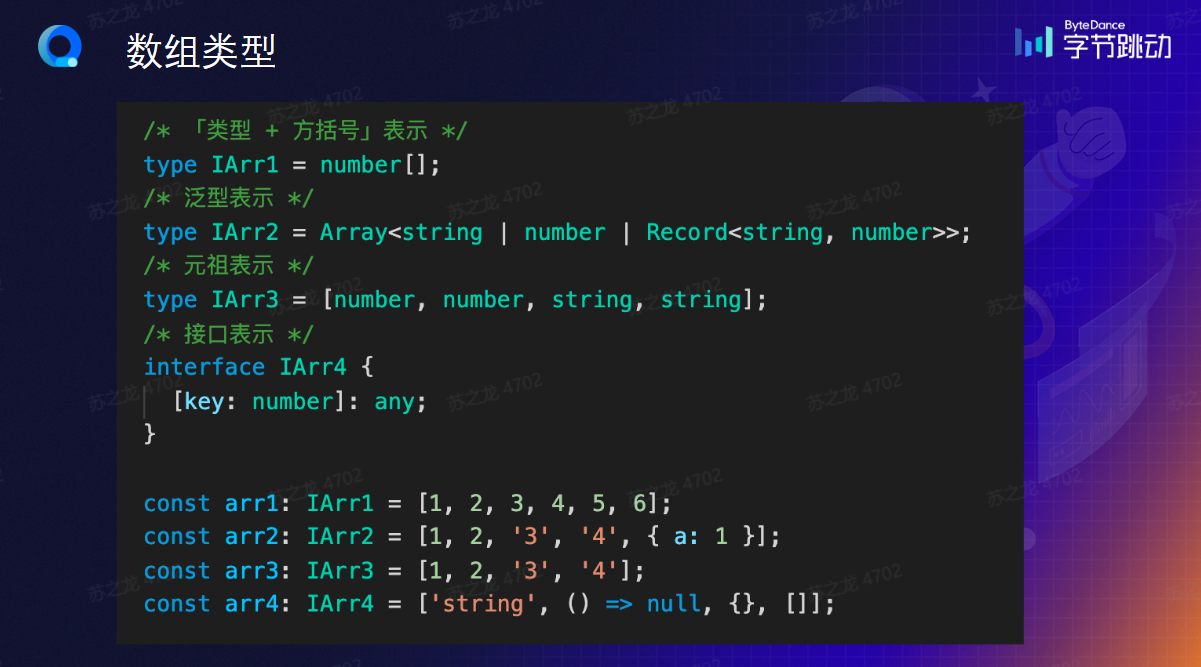 数组类型
ByteDance
字节跳动
/* 「类型 + 方括号」表示 */
type IArr1 = number[];
/* 泛型表示 */
type IArr2 = Array<string | number | Record<string, number>>;
/* 元祖表示 */
type IArr3 = [number, number, string, string];
/* 接口表示 */
interface IArr4 {
  [key: number]: any;
}
const arr1: IArr1 = [1, 2, 3, 4, 5, 6];
const arr2: IArr2 = [1, 2, '3', '4', { a: 1 }];
const arr3: IArr3 = [1, 2, '3', '4'];
const arr4: IArr4 = ['string', () => null, {}, []];
苏之龙 4702